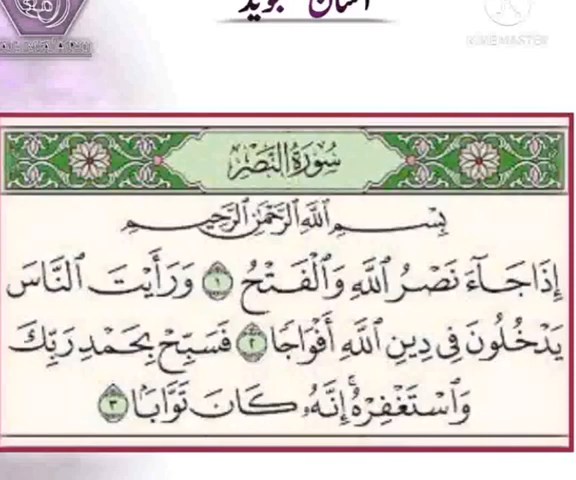 آسان تجوید
KINEMASTER
سُورَةُ النَّصْرِ
بِسْمِ ٱللَّهِ ٱلرَّحْمَٰنِ ٱلرَّحِيمِ
إِذَا جَآءَ نَصْرُ ٱللَّهِ وَٱلْفَتْحُ ١ وَرَأَيْتَ ٱلنَّاسَ
يَدْخُلُونَ فِى دِينِ ٱللَّهِ أَفْوَاجًا ٢ فَسَبِّحْ بِحَمْدِ رَبِّكَ
وَٱسْتَغْفِرْهُ ۚ إِنَّهُۥ كَانَ تَوَّابًۢا ٣